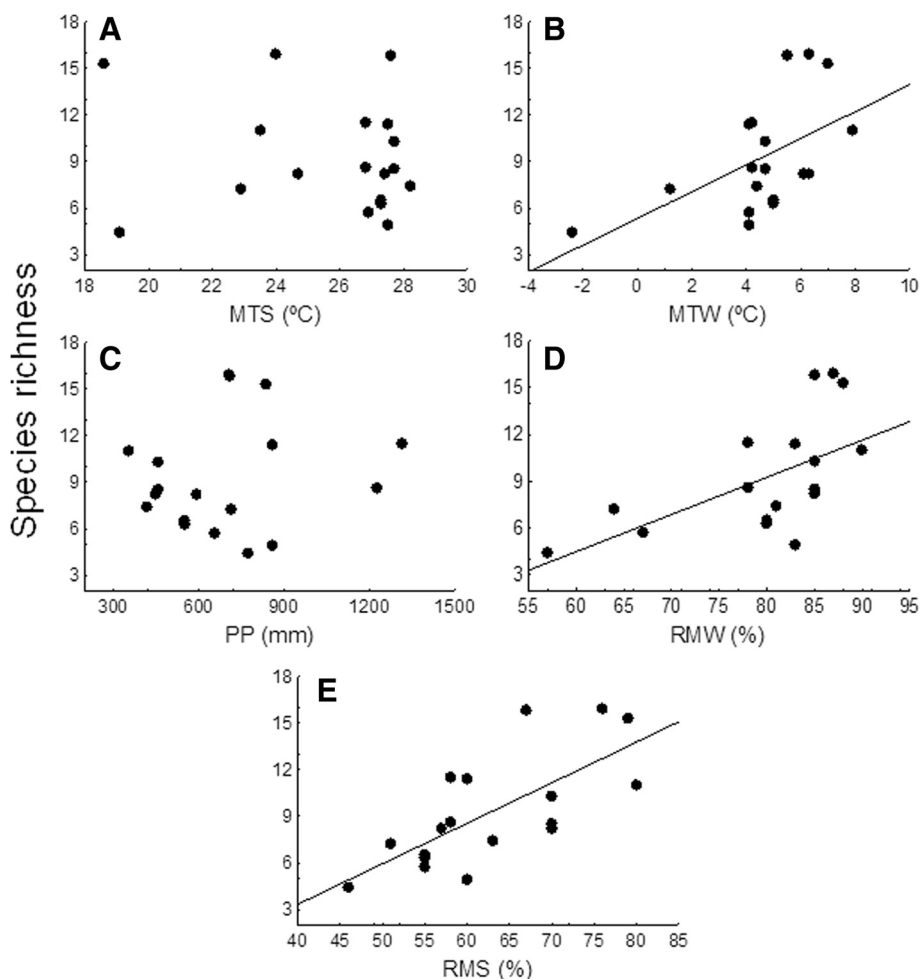 Species richness
A
18
15
12
9
6
3
18 20 22 24 26 28 30
MTS (ºC)
B
18
15
12
9
6
3
-4 -2 0 2 4 6 8 10
MTW (ºC)
C
18
15
12
9
6
3
300 600 900 1200 1500
PP (mm)
D
18
15
12
9
6
3
55 60 65 70 75 80 85 90 95
RMW (%)
E
18
15
12
9
6
3
40 45 50 55 60 65 70 75 85
RMS (%)